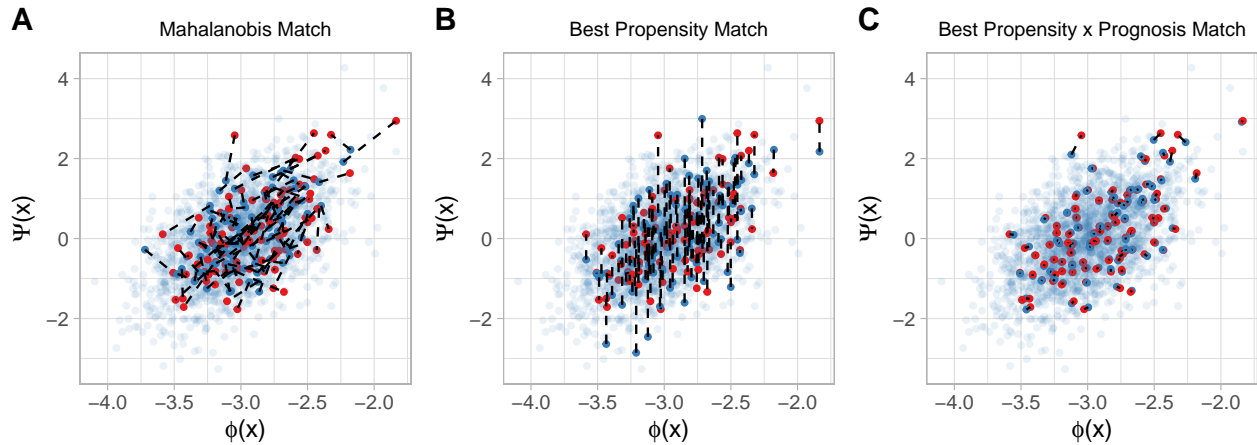 A
Mahalanobis Match
B
Best Propensity Match
C
Best Propensity x Prognosis Match
Ψ(x)
4
2
0
−2
−4.0
−3.5
−3.0
−2.5
−2.0
ϕ(x)
Ψ(x)
4
2
0
−2
−4.0
−3.5
−3.0
−2.5
−2.0
ϕ(x)
Ψ(x)
4
2
0
−2
−4.0
−3.5
−3.0
−2.5
−2.0
ϕ(x)